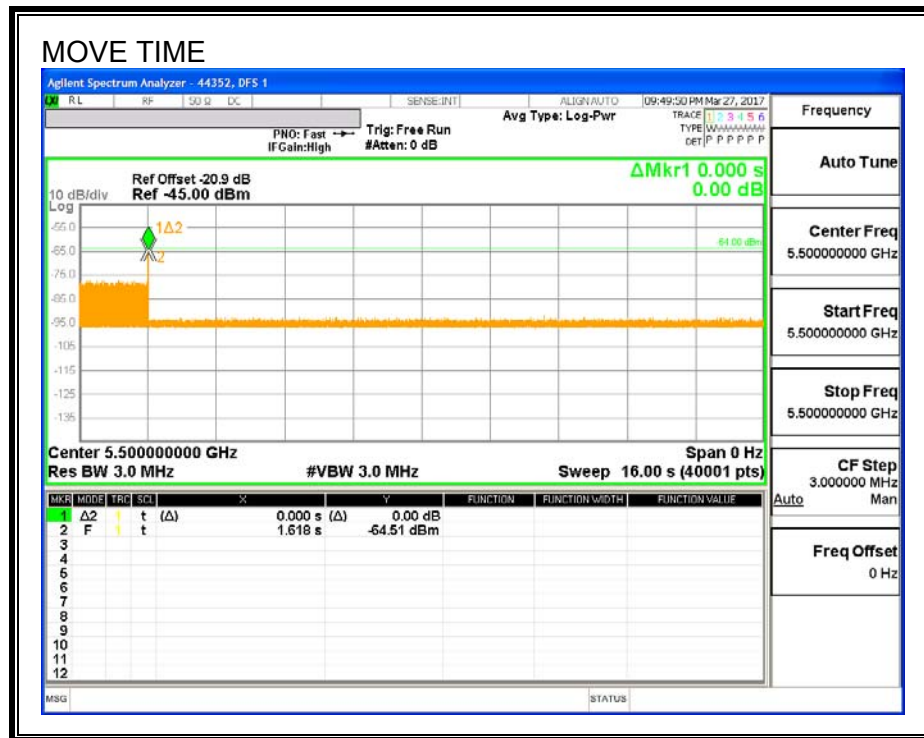 MOVE TIME
Agilent Spectrum Analyzer - 44352, DFS 1
LXI RL RF 50 Ω DC SENSE:INT ALIGN AUTO 09:49:50 PM Mar 27, 2017
PNO: Fast
IFGain:High
Trig: Free Run
#Atten: 0 dB
Avg Type: Log-Pwr
TRACE 1 2 3 4 5 6
TYPE
DET P P P P P P
ΔMkr1 0.000 s
0.00 dB
Ref Offset -20.9 dB
10 dB/div Ref -45.00 dBm
Log
-55.0
-65.0
-75.0
-85.0
-95.0
-105
-115
-125
-135
1Δ2
2
-64.00 dBm
Center 5.500000000 GHz Span 0 Hz
Res BW 3.0 MHz #VBW 3.0 MHz Sweep 16.00 s (40001 pts)
MKR MODE TRC SCL X Y FUNCTION FUNCTION WIDTH FUNCTION VALUE
1 Δ2 1 t (Δ) 0.000 s (Δ) 0.00 dB
2 F 1 t 1.618 s -64.51 dBm
3
4
5
6
7
8
9
10
11
12
MSG STATUS
Frequency
Auto Tune
Center Freq
5.500000000 GHz
Start Freq
5.500000000 GHz
Stop Freq
5.500000000 GHz
CF Step
3.000000 MHz
Auto Man
Freq Offset
0 Hz